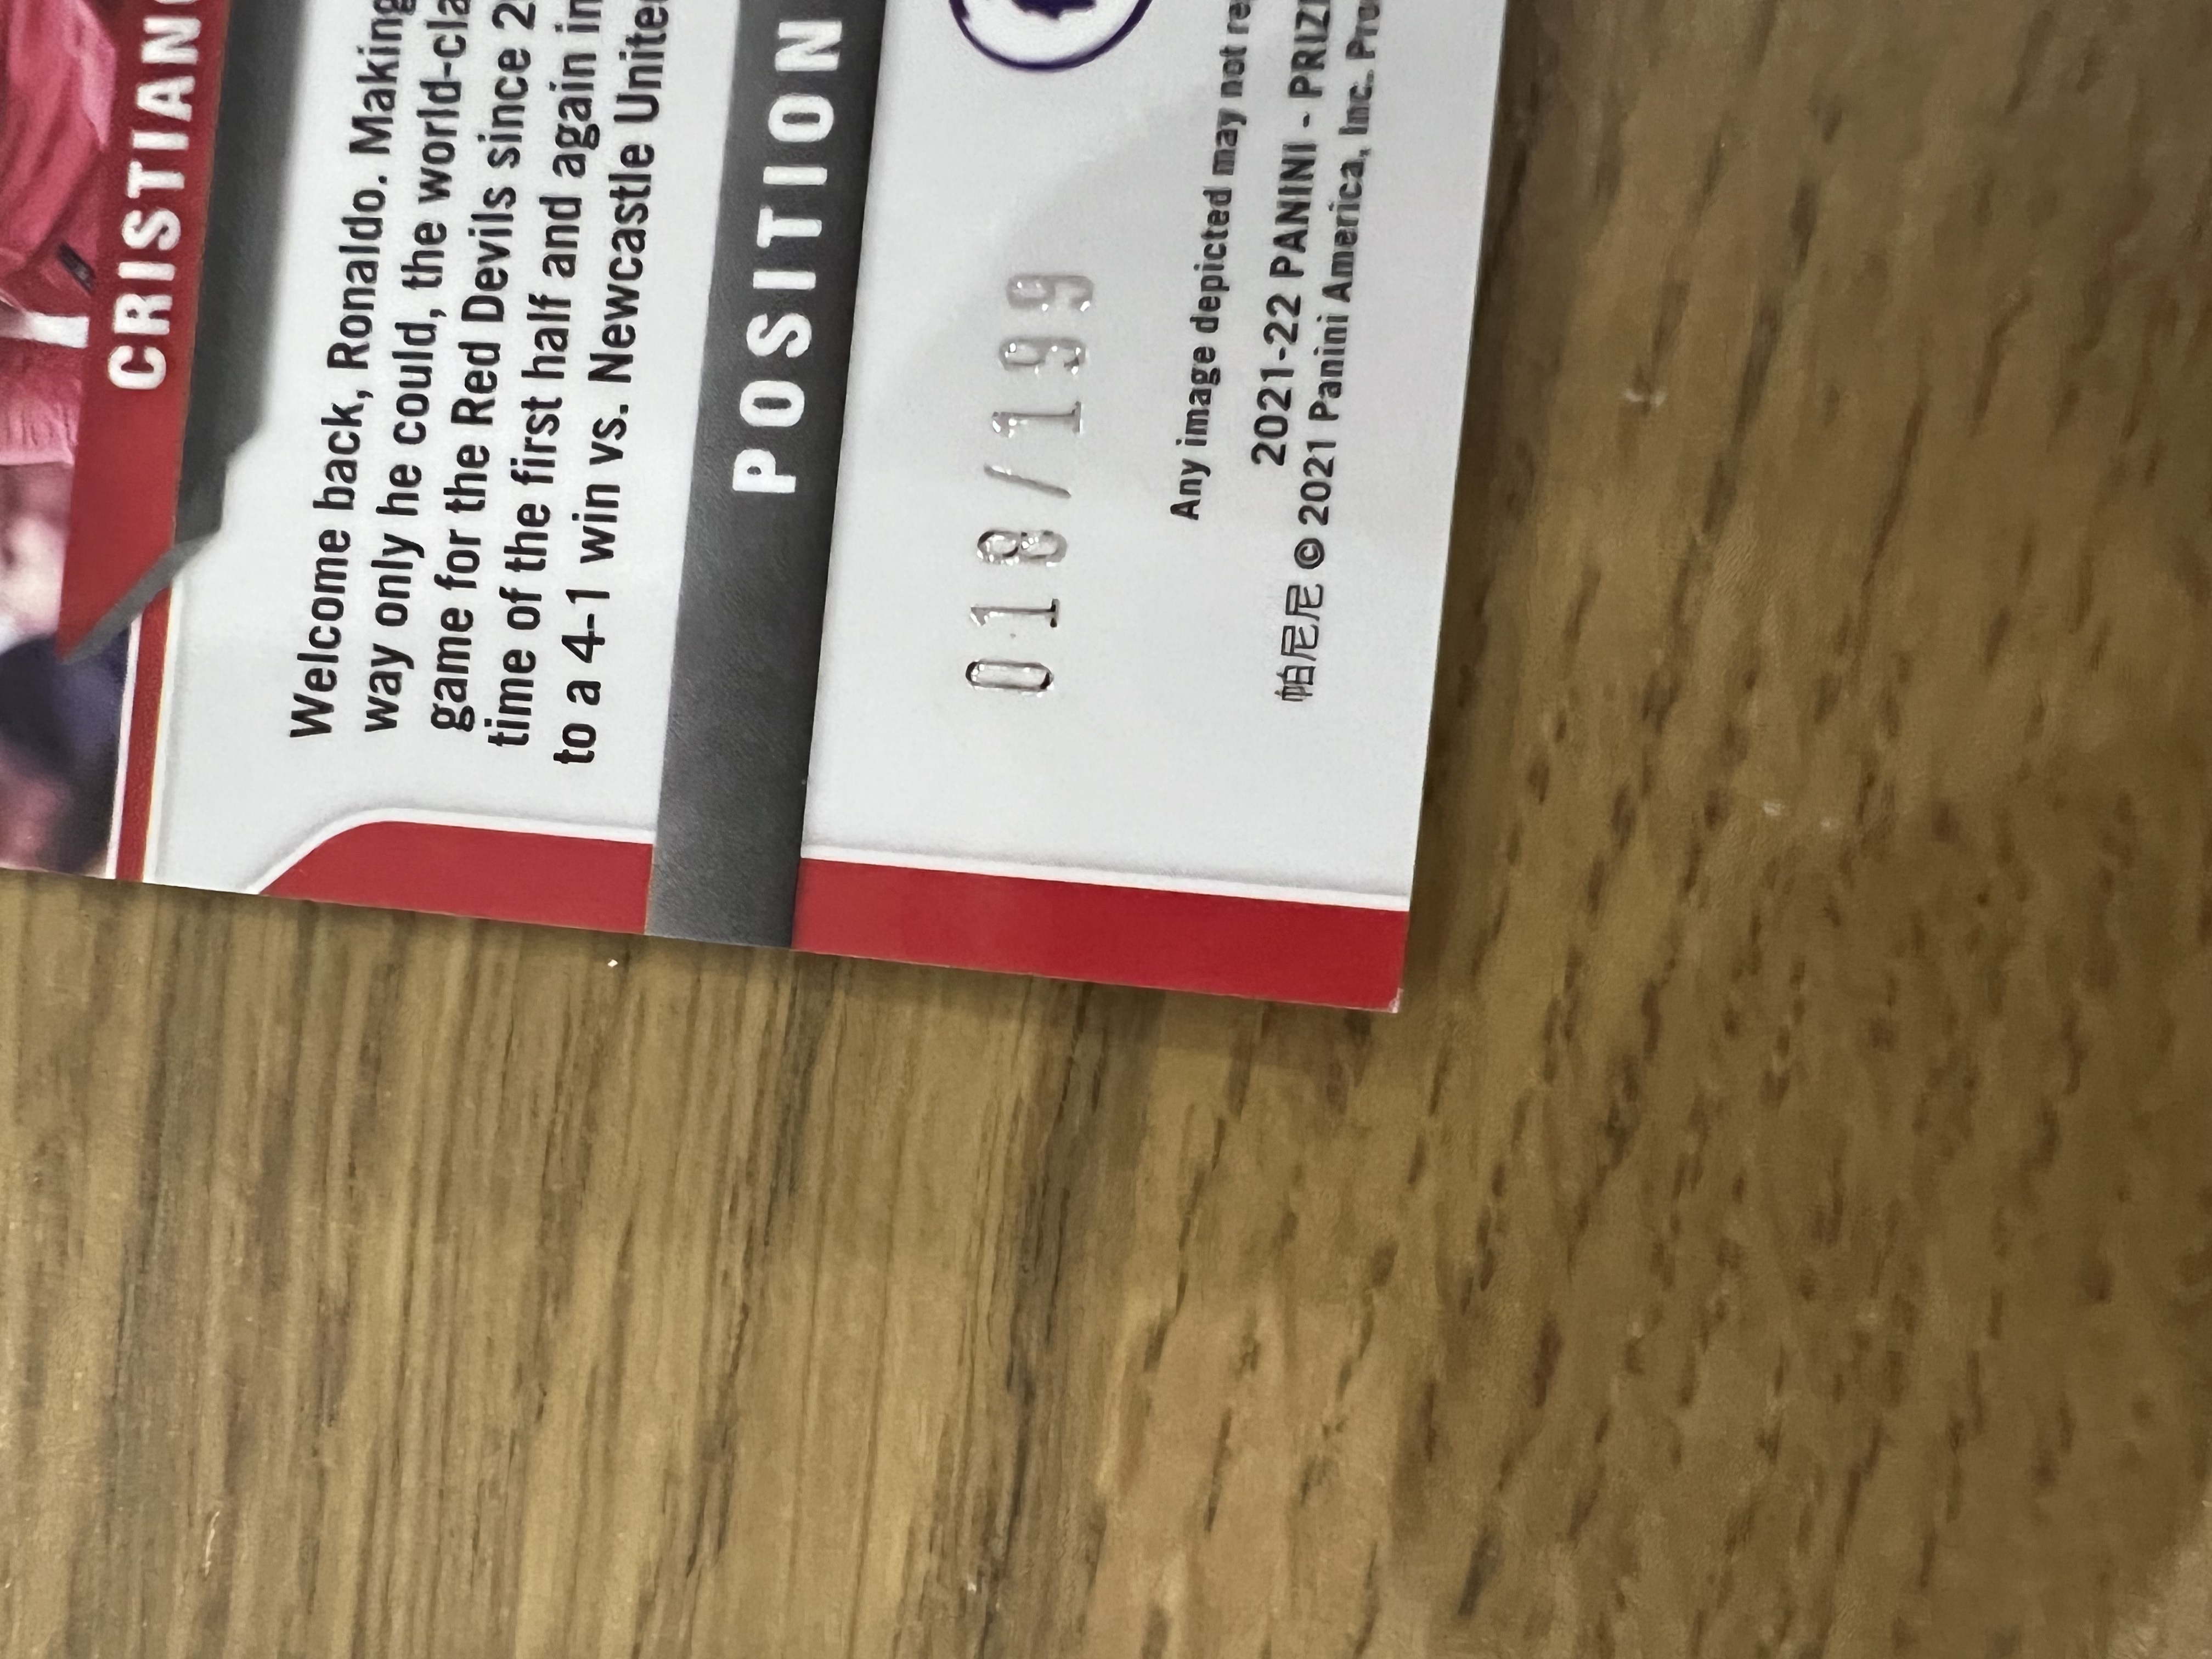 CRISTIANO
Welcome back, Ronaldo. Making
way only he could, the world-cla
game for the Red Devils since 2
time of the first half and again in
to a 4-1 win vs. Newcastle United
POSITION
018/199
Any image depicted may not re
2021-22 PANINI - PRIZ
帕尼尼 © 2021 Panini America, Inc. Pro